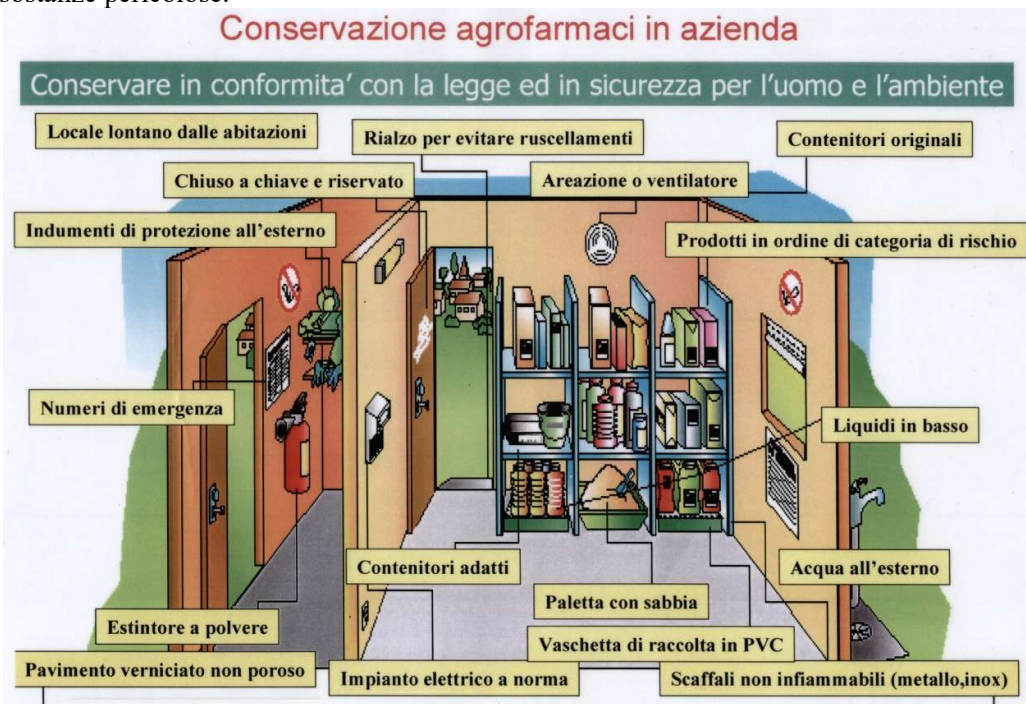 sostanze pericolose.
Conservazione agrofarmaci in azienda
Conservare in conformita' con la legge ed in sicurezza per l'uomo e l'ambiente
Locale lontano dalle abitazioni
Rialzo per evitare ruscellamenti
Contenitori originali
Chiuso a chiave e riservato
Areazione o ventilatore
Indumenti di protezione all'esterno
Prodotti in ordine di categoria di rischio
Numeri di emergenza
Liquidi in basso
Contenitori adatti
Acqua all'esterno
Paletta con sabbia
Estintore a polvere
Vaschetta di raccolta in PVC
Pavimento verniciato non poroso
Impianto elettrico a norma
Scaffali non infiammabili (metallo,inox)